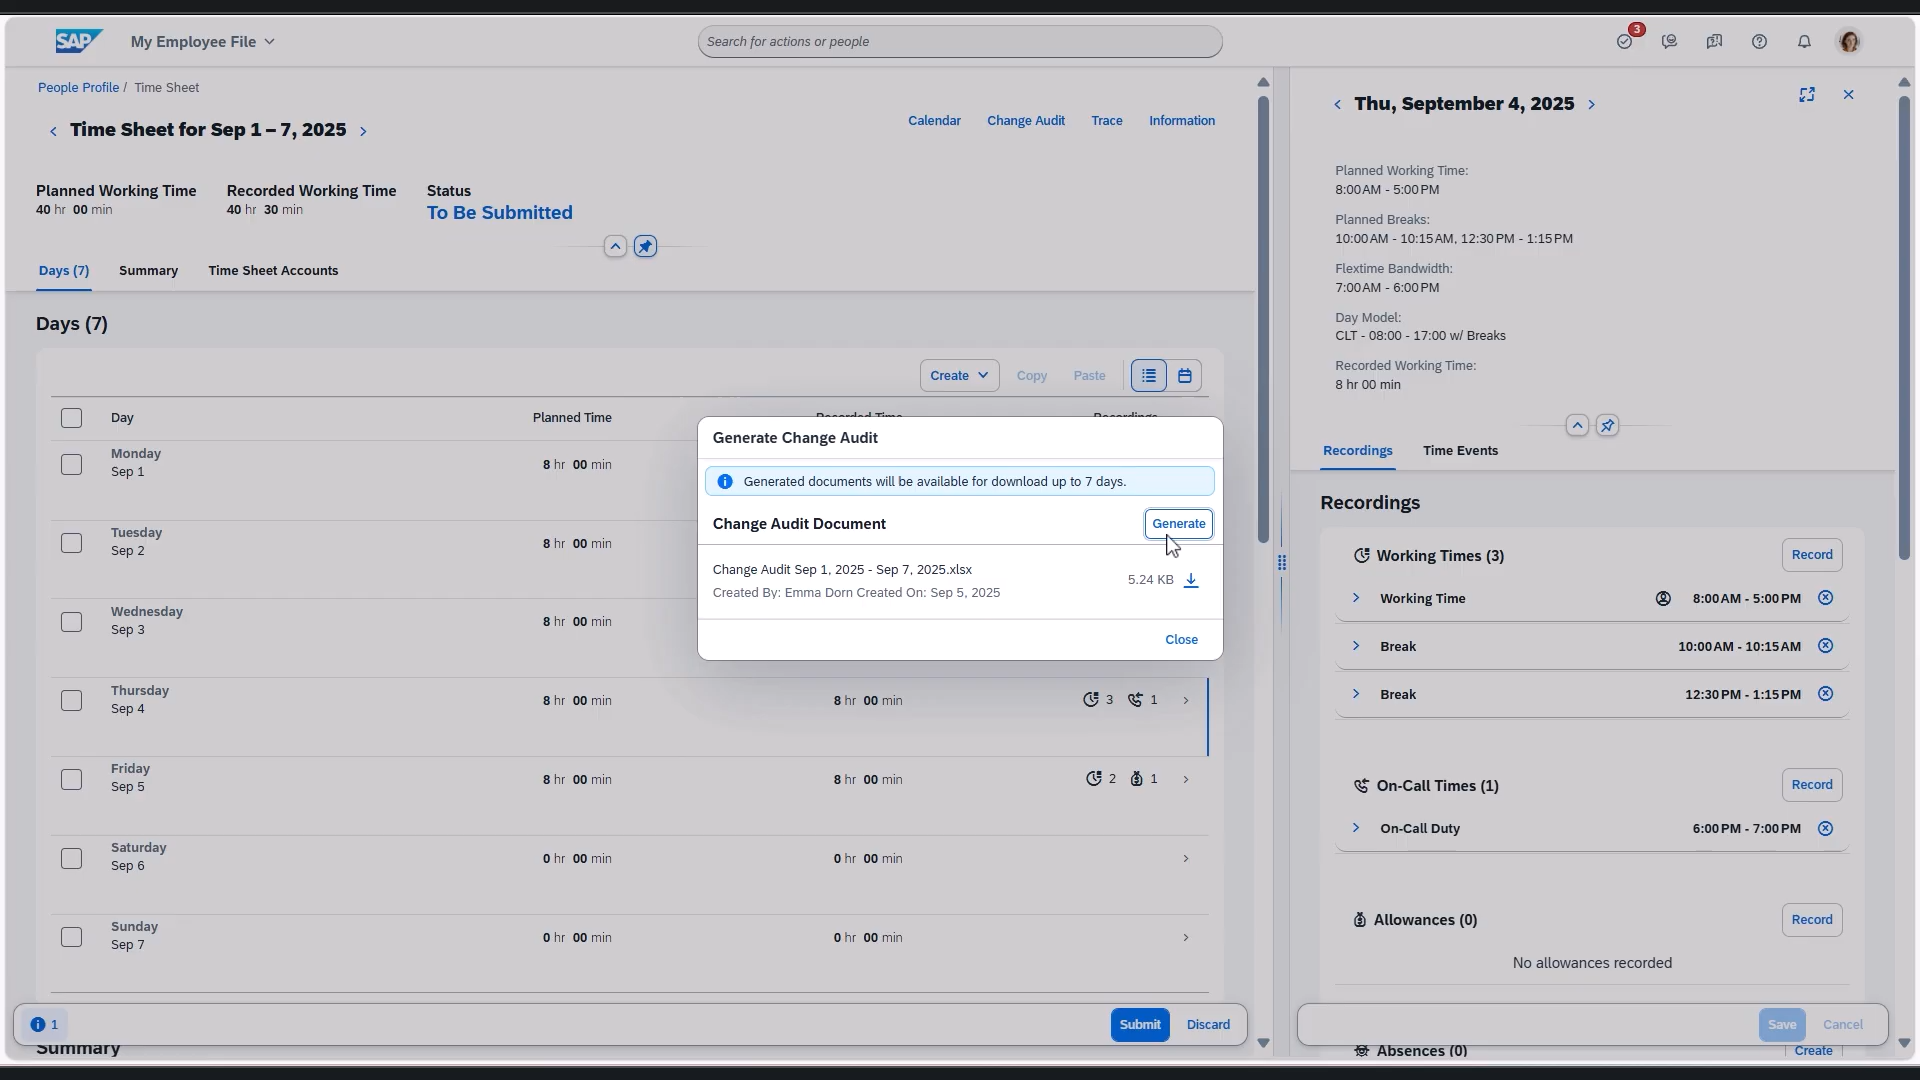 SAP
My Employee File
Search for actions or people
3
People Profile / Time Sheet
Time Sheet for Sep 1 – 7, 2025
Calendar
Change Audit
Trace
Information
Planned Working Time
40 hr 00 min
Recorded Working Time
40 hr 30 min
Status
To Be Submitted
Days (7)
Summary
Time Sheet Accounts
Days (7)
Create
Copy
Paste
Day
Planned Time
Recorded Time
Recordings
Monday
Sep 1
8 hr 00 min
Tuesday
Sep 2
8 hr 00 min
Wednesday
Sep 3
8 hr 00 min
Thursday
Sep 4
8 hr 00 min
8 hr 00 min
3
1
Friday
Sep 5
8 hr 00 min
8 hr 00 min
2
1
Saturday
Sep 6
0 hr 00 min
0 hr 00 min
Sunday
Sep 7
0 hr 00 min
0 hr 00 min
1
Submit
Discard
Summary
Generate Change Audit
Generated documents will be available for download up to 7 days.
Change Audit Document
Generate
Change Audit Sep 1, 2025 - Sep 7, 2025.xlsx
Created By: Emma Dorn Created On: Sep 5, 2025
5.24 KB
Close
Thu, September 4, 2025
Planned Working Time:
8:00 AM - 5:00 PM
Planned Breaks:
10:00 AM - 10:15 AM, 12:30 PM - 1:15 PM
Flextime Bandwidth:
7:00 AM - 6:00 PM
Day Model:
CLT - 08:00 - 17:00 w/ Breaks
Recorded Working Time:
8 hr 00 min
Recordings
Time Events
Recordings
Working Times (3)
Record
Working Time
8:00 AM - 5:00 PM
Break
10:00 AM - 10:15 AM
Break
12:30 PM - 1:15 PM
On-Call Times (1)
Record
On-Call Duty
6:00 PM - 7:00 PM
Allowances (0)
Record
No allowances recorded
Save
Cancel
Absences (0)
Create